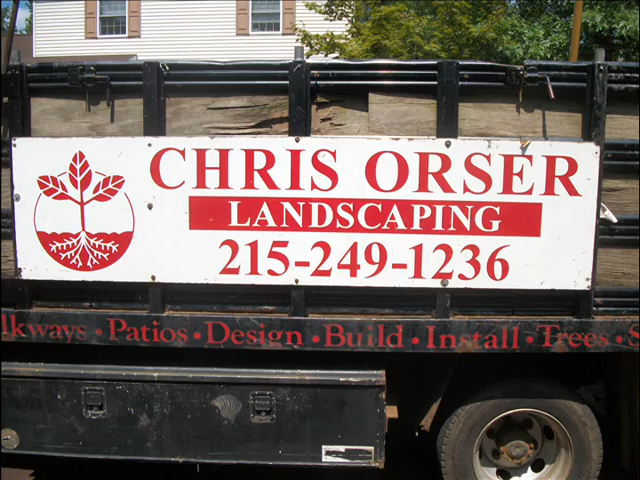 CHRIS ORSER
LANDSCAPING
215-249-1236
lkways • Patios • Design • Build • Install • Trees • S